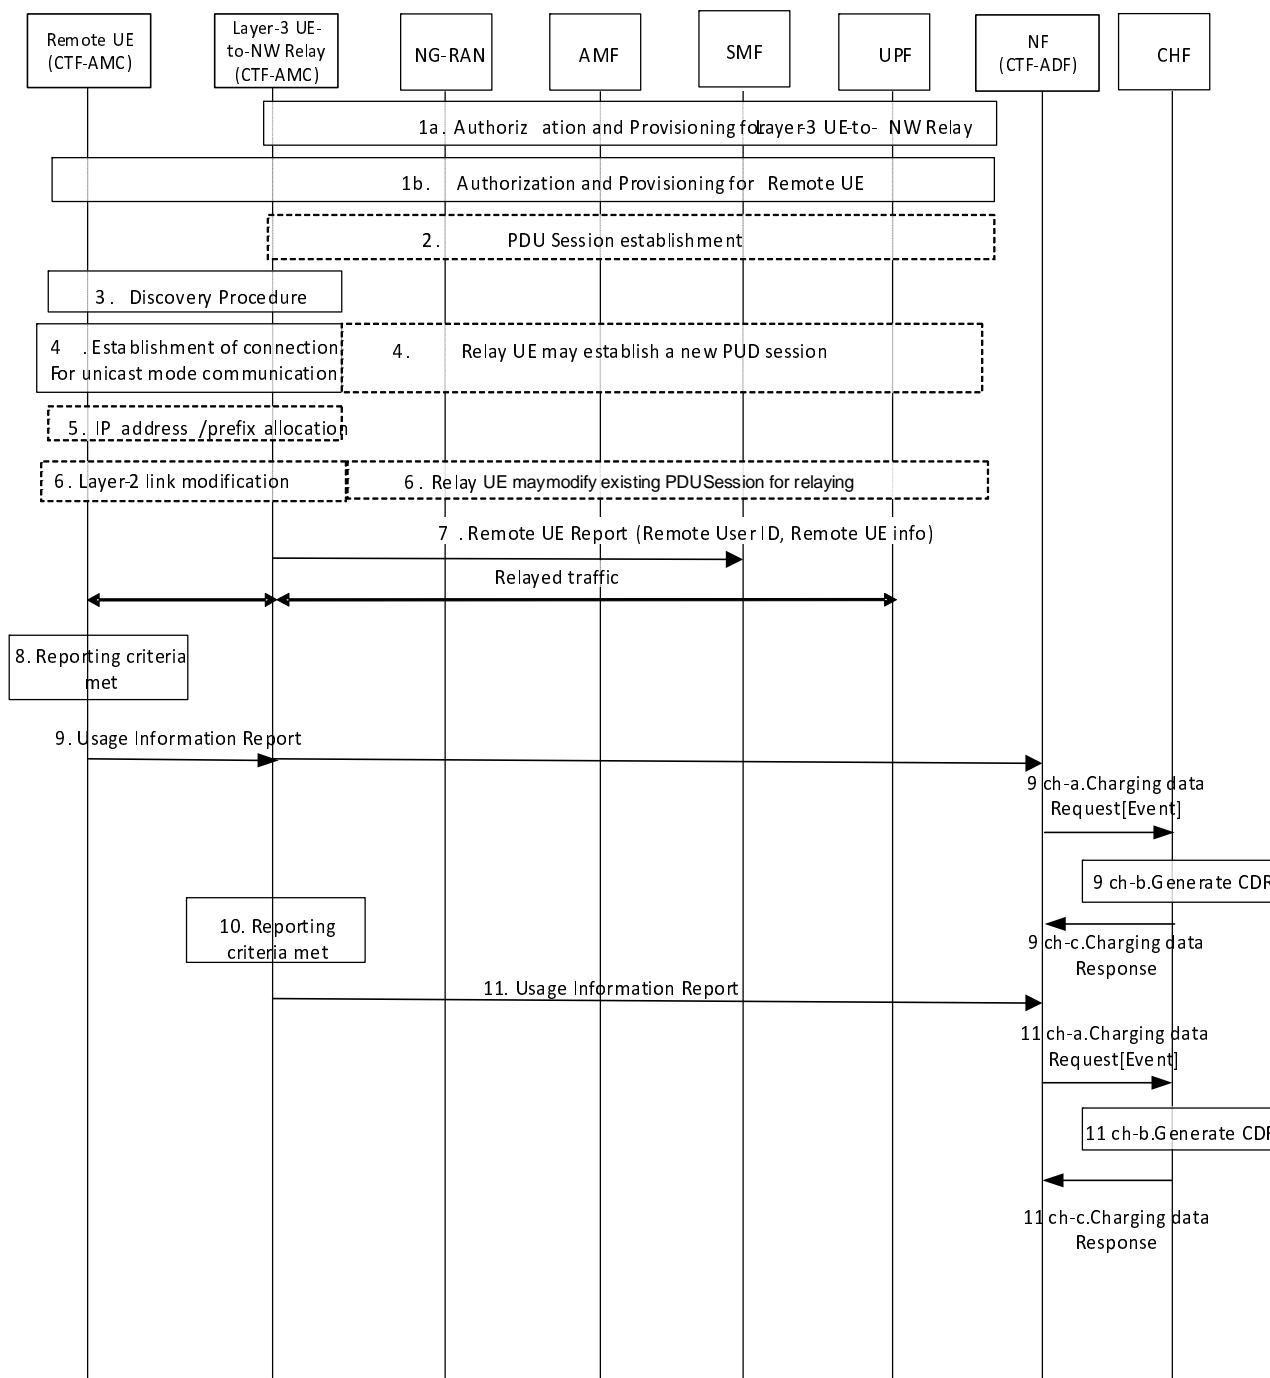 Remote UE
(CTF-AMC)
Layer-3 UE-
to-NW Relay
(CTF-AMC)
NG-RAN
AMF
SMF
UPF
NF
(CTF-ADF)
CHF
1a. Authoriz ation and Provisioning for Layer-3 UE-to- NW Relay
1b. Authorization and Provisioning for Remote UE
2. PDU Session establishment
3. Discovery Procedure
4 .Establishment of connection
For unicast mode communication
4. Relay UE may establish a new PUD session
5. IP address /prefix allocation
6. Layer-2 link modification
6. Relay UE maymodify existing PDUSession for relaying
7 .Remote UE Report (Remote User ID, Remote UE info)
Relayed traffic
8. Reporting criteria
met
9. Usage Information Report
9 ch-a.Charging data
Request[Event]
9 ch-b.Generate CDR
10. Reporting
criteria met
9 ch-c.Charging data
Response
11. Usage Information Report
11 ch-a.Charging data
Request[Event]
11 ch-b.Generate CDR
11 ch-c.Charging data
Response